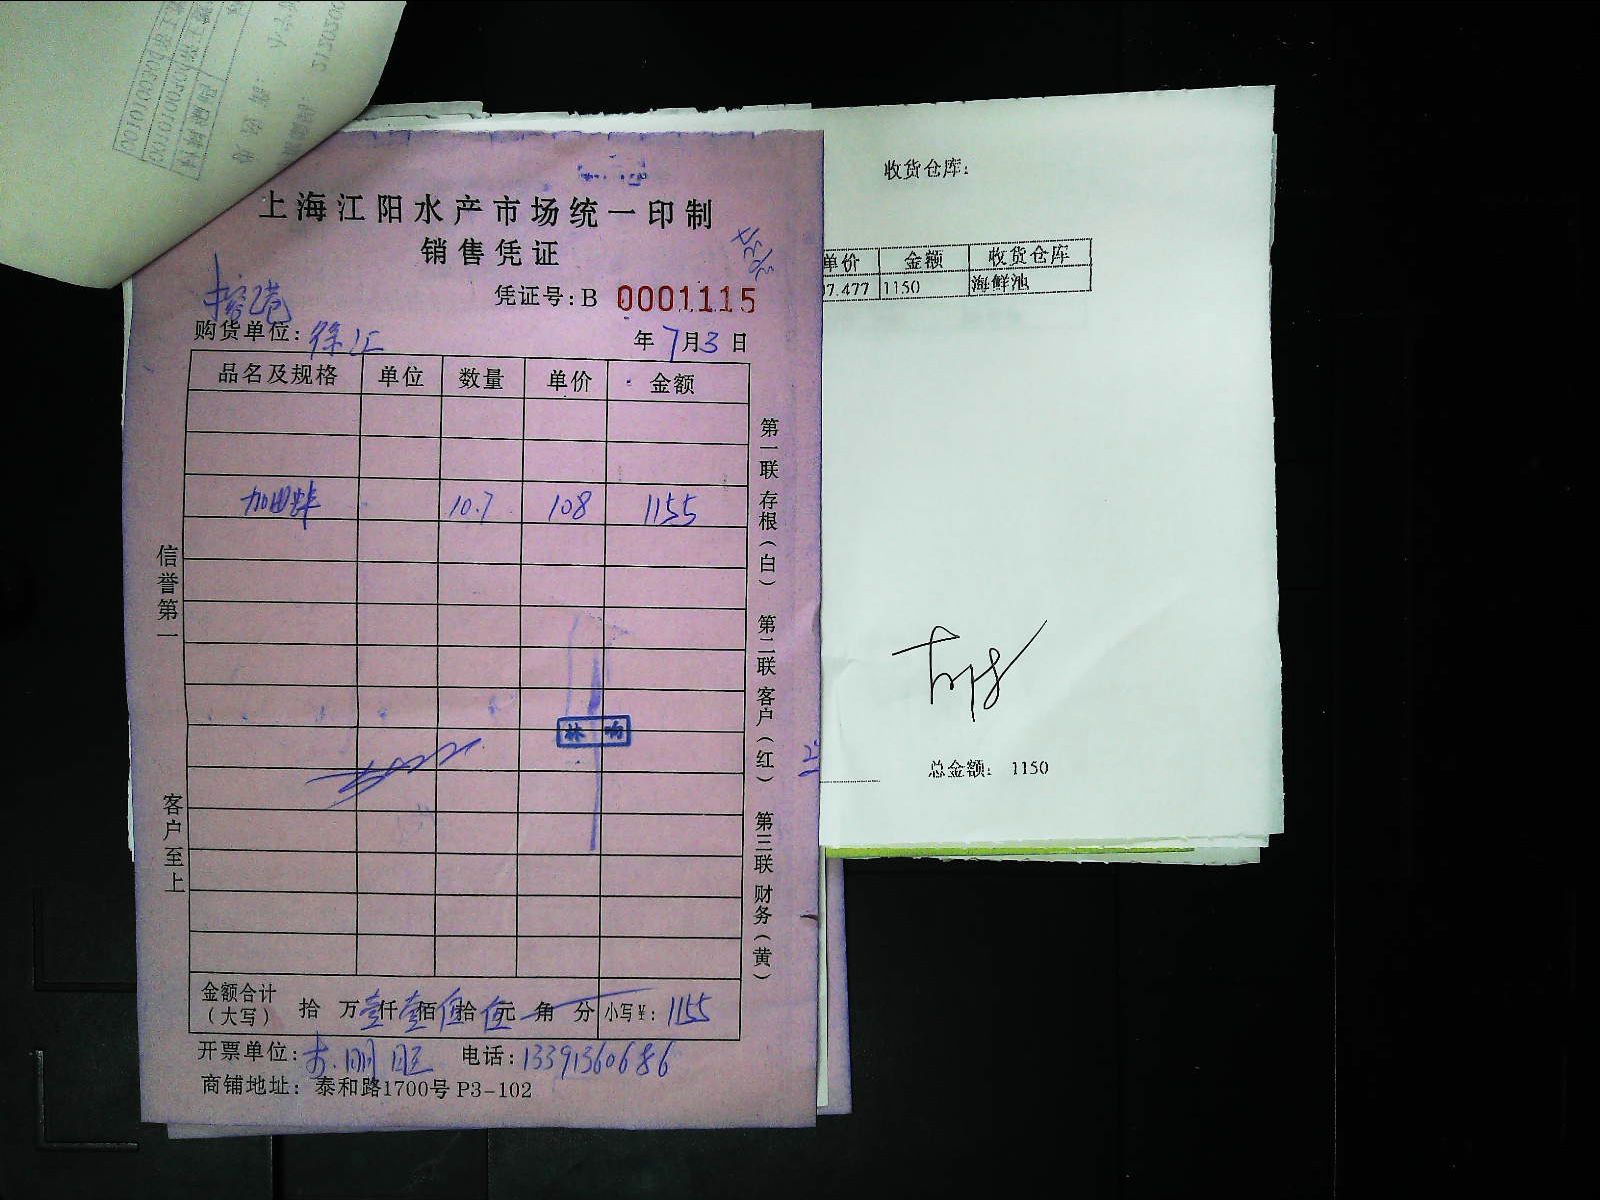 上海江阳水产市场统一印制
销售凭证
凭证号：B 0001115
购货单位：徐汇
年7月3日
品名及规格 单位 数量 单价 金额
加田蚌 10.7 108 1155
信誉第一
客户至上
第一联 存根（白） 第二联 客户（红） 第三联 财务（黄）
金额合计（大写） 拾 万壹仟壹佰伍拾伍元 角 分 小写￥：1155
开票单位： 电话：13391360686
商铺地址：泰和路1700号 P3-102
收货仓库：
单价 金额 收货仓库
7.477 1150 海鲜池
总金额： 1150